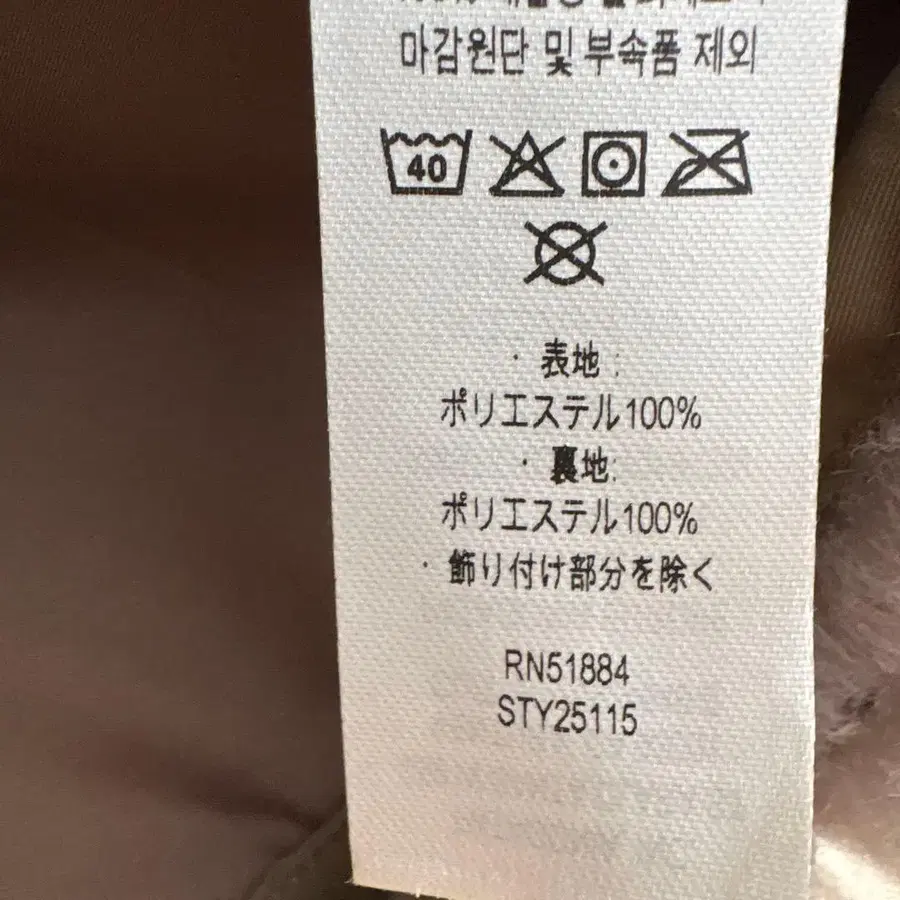 마감원단 및 부속품 제외
40
· 表地:
ポリエステル100%
· 裏地:
ポリエステル100%
· 飾り付け部分を除く
RN51884
STY25115